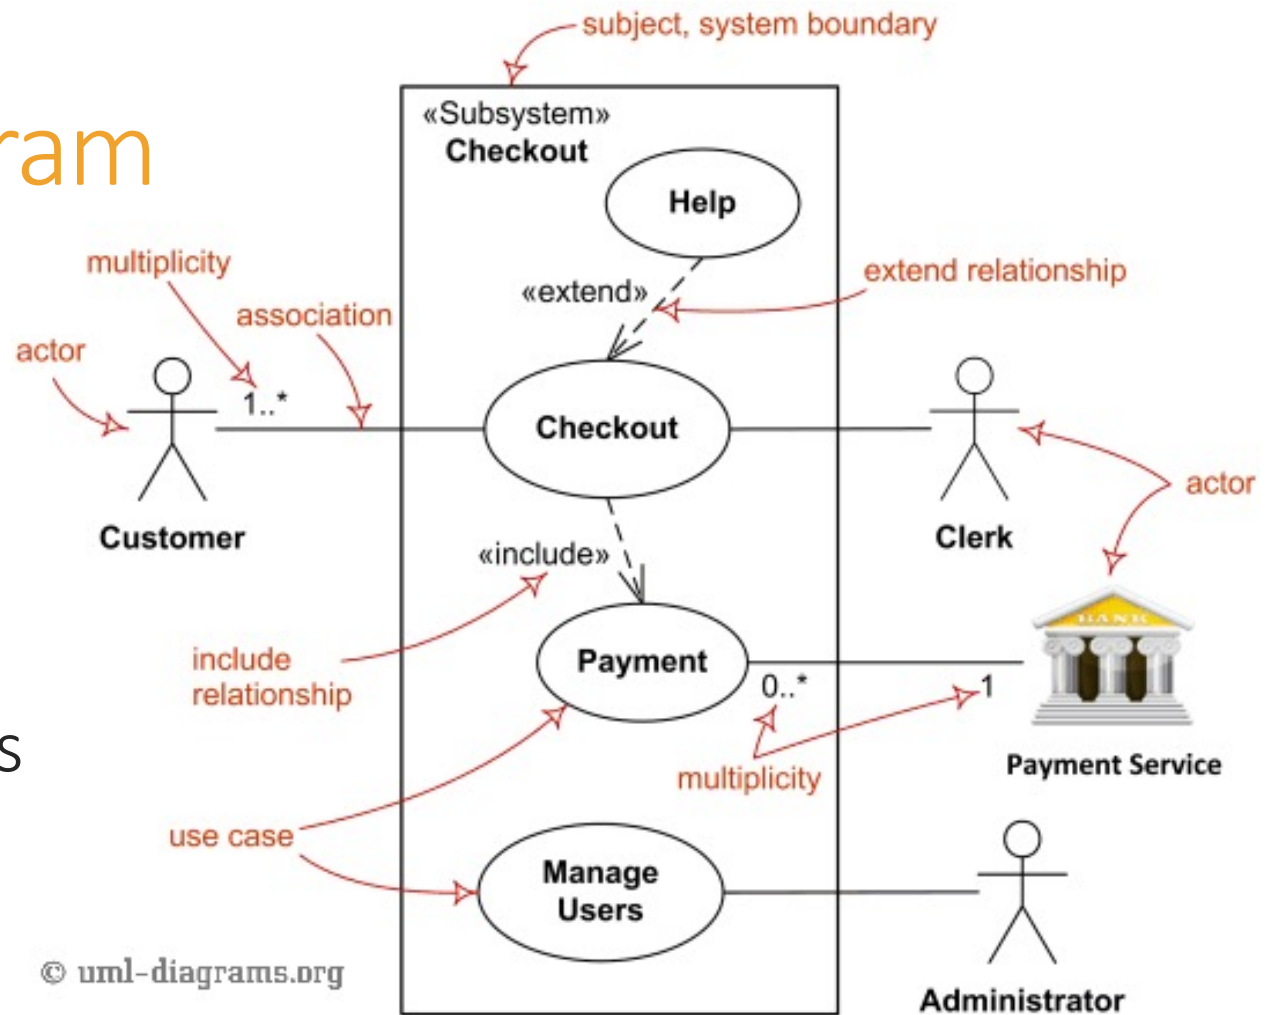 subject, system boundary
«Subsystem»
Checkout
ram
Help
multiplicity
«extend»
extend relationship
association
actor
1..*
Checkout
actor
Customer
Clerk
«include»
BANK
include
relationship
Payment
0..*
1
s
multiplicity
Payment Service
use case
Manage
Users
© uml-diagrams.org
Administrator